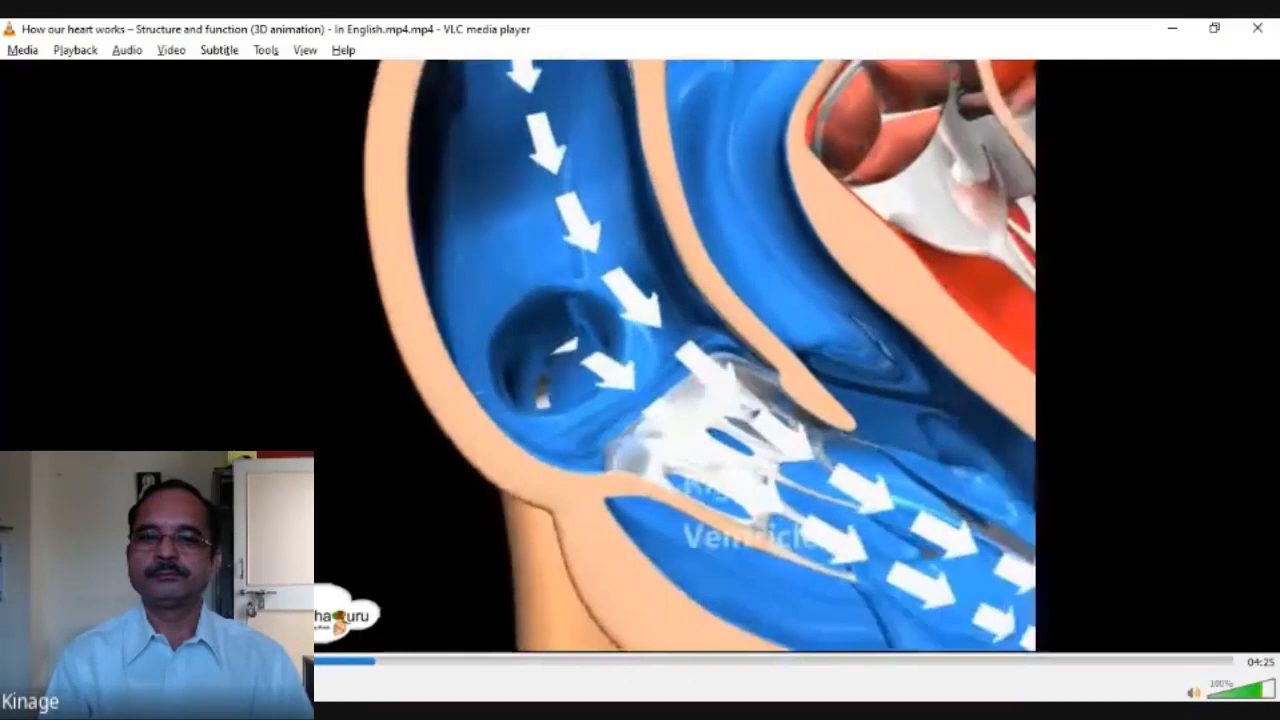 How our heart works – Structure and function (3D animation) - In English.mp4.mp4 - VLC media player
Media Playback Audio Video Subtitle Tools View Help
Ventricle
Kinage
04:25
100%